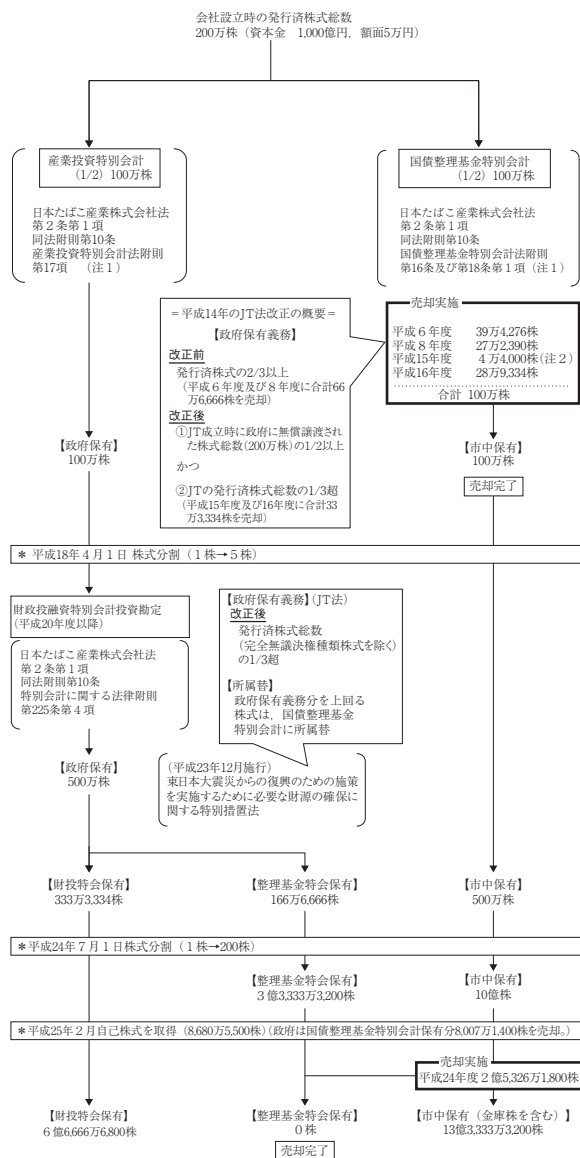 会社設立時の発行済株式総数
200万株（資本金　1,000億円，額面5万円）
産業投資特別会計
(1/2) 100万株
日本たばこ産業株式会社法
第２条第１項
同法附則第10条
産業投資特別会計法附則
第17項　（注１）
国債整理基金特別会計
(1/2) 100万株
日本たばこ産業株式会社法
第２条第１項
同法附則第10条
国債整理基金特別会計法附則
第16条及び第18条第１項（注１）
＝平成14年のJT法改正の概要＝
【政府保有義務】
改正前
発行済株式の2/3以上
（平成６年度及び８年度に合計66
万6,666株を売却）
改正後
①JT成立時に政府に無償譲渡され
た株式総数(200万株)の1/2以上
かつ
②JTの発行済株式総数の1/3超
（平成15年度及び16年度に合計33
万3,334株を売却）
売却実施
平成６年度　39万4,276株
平成８年度　27万2,390株
平成15年度　４万4,000株(注２)
平成16年度　28万9,334株
合計 100万株
【政府保有】
100万株
【市中保有】
100万株
売却完了
＊ 平成18年４月１日 株式分割（１株→５株）
財政投融資特別会計投資勘定
（平成20年度以降）
日本たばこ産業株式会社法
第２条第１項
同法附則第10条
特別会計に関する法律附則
第225条第４項
【政府保有義務】（JT法）
改正後
発行済株式総数
（完全無議決権種類株式を除く）
の1/3超
【所属替】
政府保有義務分を上回る
株式は，国債整理基金
特別会計に所属替
【政府保有】
500万株
（平成23年12月施行）
東日本大震災からの復興のための施策
を実施するために必要な財源の確保に
関する特別措置法
【財投特会保有】
333万3,334株
【整理基金特会保有】
166万6,666株
【市中保有】
500万株
＊平成24年７月１日株式分割（１株→200株）
【整理基金特会保有】
３億3,333万3,200株
【市中保有】
10億株
＊平成25年２月自己株式を取得（8,680万5,500株）（政府は国債整理基金特別会計保有分8,007万1,400株を売却。）
売却実施
平成24年度２億5,326万1,800株
【財投特会保有】
６億6,666万6,800株
【整理基金特会保有】
０株
売却完了
【市中保有（金庫株を含む）】
13億3,333万3,200株